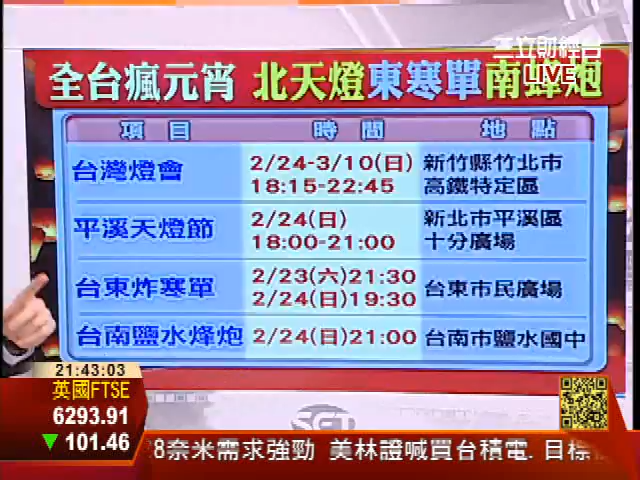 三立財經台
LIVE
全台瘋元宵 北天燈東寒單南蜂炮
項目 時間 地點
台灣燈會 2/24-3/10(日) 新竹縣竹北市
18:15-22:45 高鐵特定區
平溪天燈節 2/24(日) 新北市平溪區
18:00-21:00 十分廣場
台東炸寒單 2/23(六)21:30 台東市民廣場
2/24(日)19:30
台南鹽水烽炮 2/24(日)21:00 台南市鹽水國中
21:43:03
英國FTSE
6293.91
▼101.46
SET
8奈米需求強勁 美林證喊買台積電. 目標